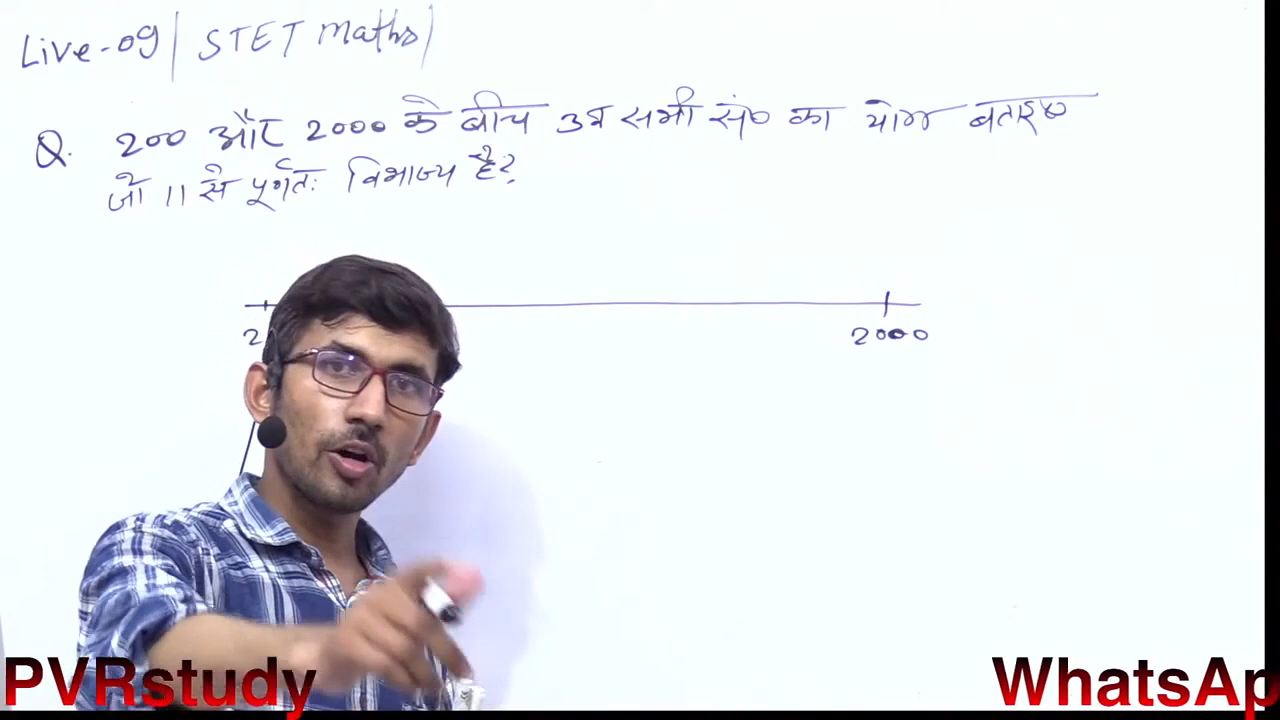 Live-09| STET Maths|
Q. 200 और 2000 के बीच उन सभी सं० का योग बताइए
जो 11 से पूर्णतः विभाज्य है?
2000
PVRstudy
WhatsAp